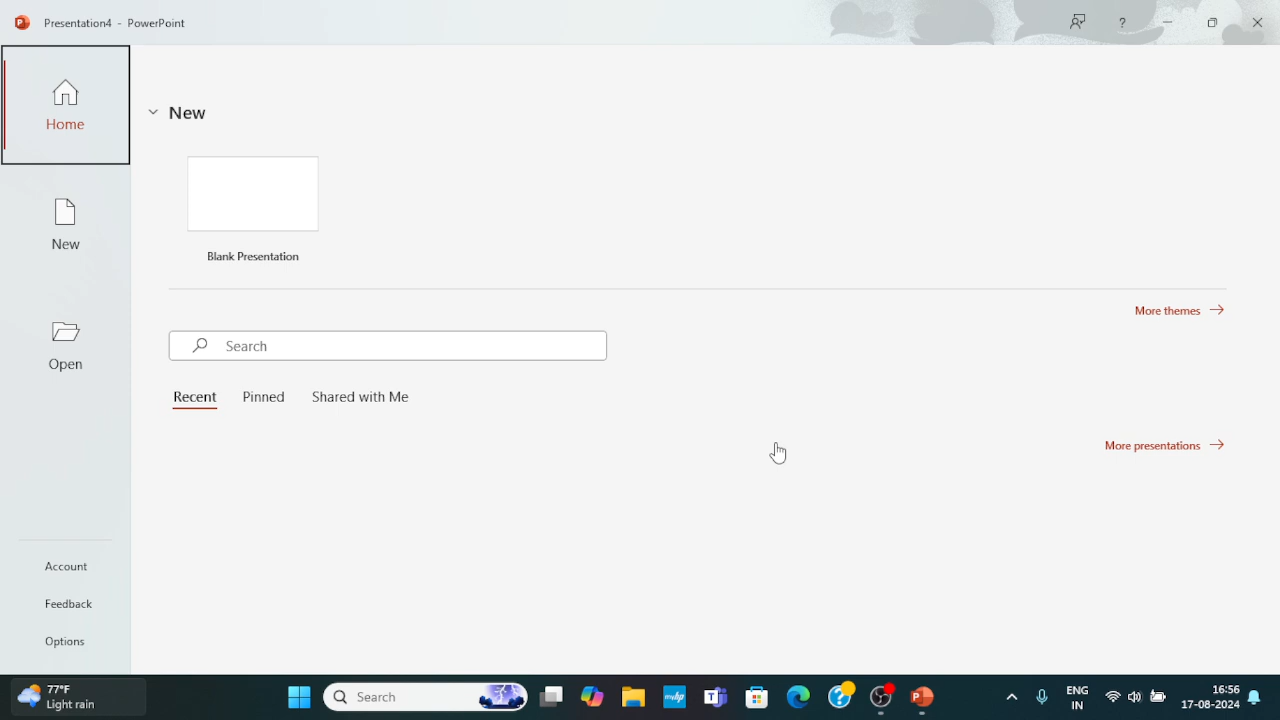 Presentation4 - PowerPoint
?
Home
New
Blank Presentation
New
More themes
Search
Open
Recent Pinned Shared with Me
More presentations
Account
Feedback
Options
77°F
Light rain
Search
ENG
IN
16:56
17-08-2024